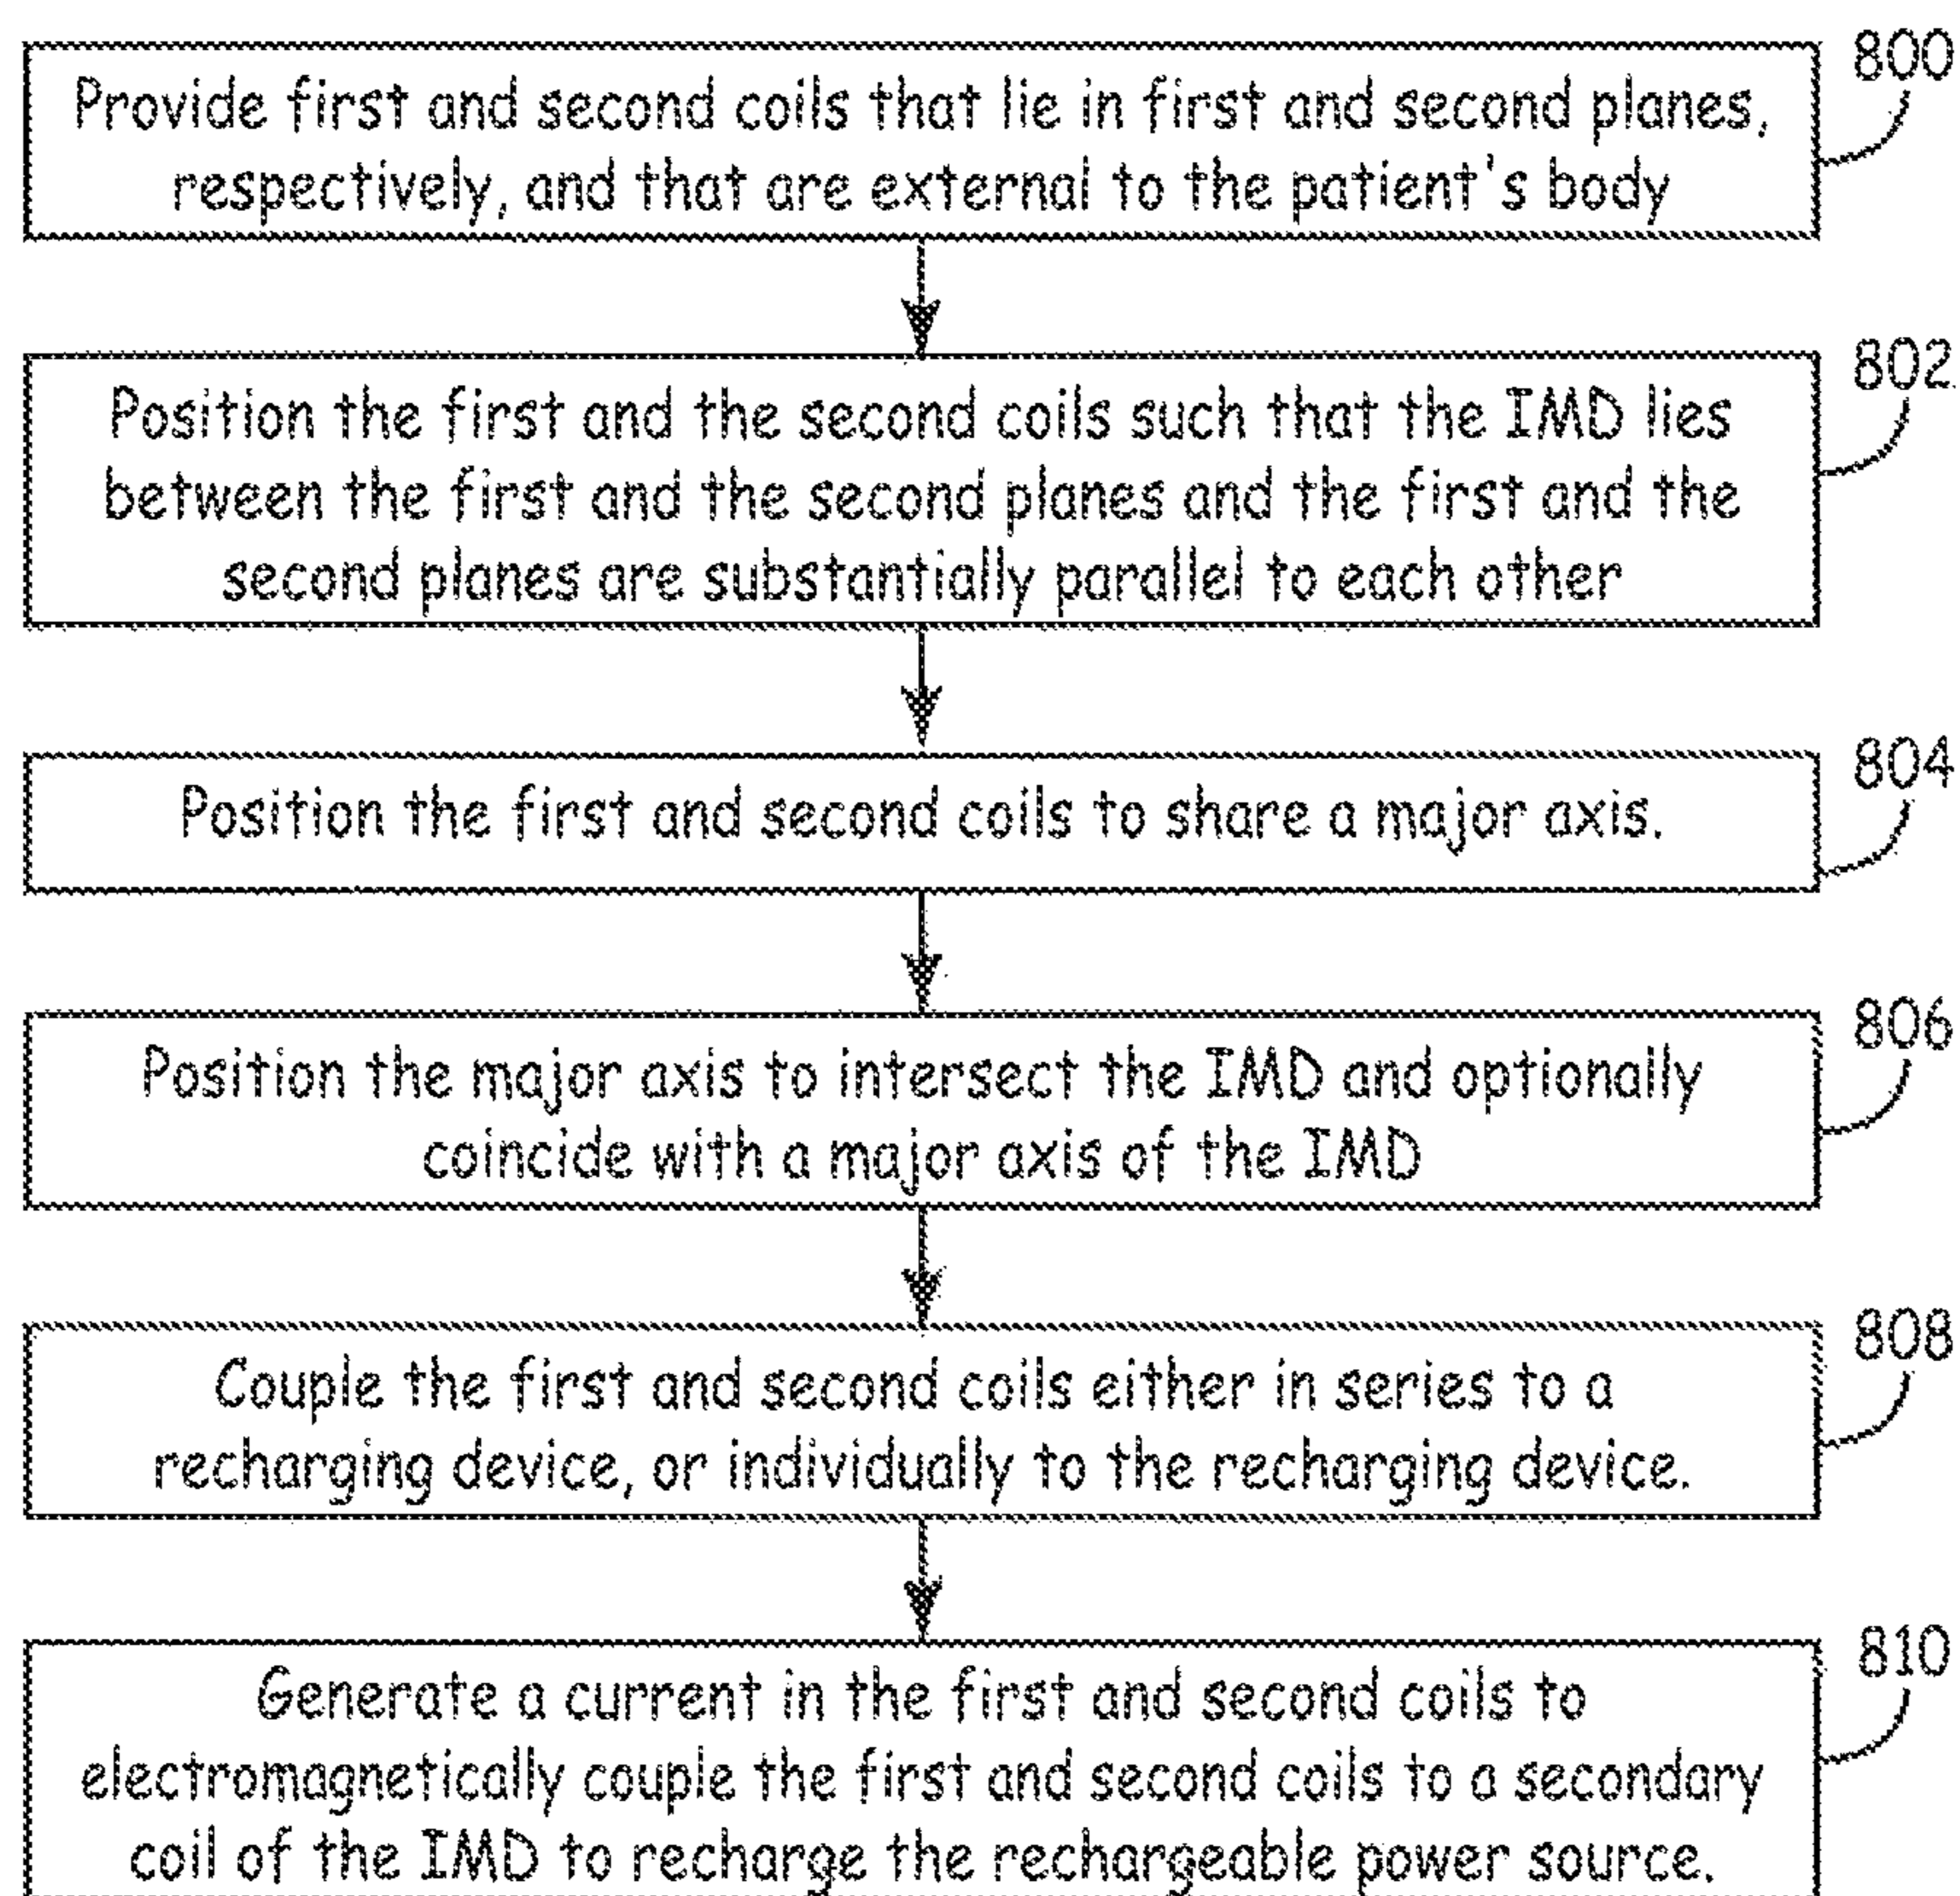 800
Provide first and second coils that lie in first and second planes,
respectively, and that are external to the patient's body
802
Position the first and the second coils such that the IMD lies
between the first and the second planes and the first and the
second planes are substantially parallel to each other
804
Position the first and second coils to share a major axis.
806
Position the major axis to intersect the IMD and optionally
coincide with a major axis of the IMD
808
Couple the first and second coils either in series to a
recharging device, or individually to the recharging device.
810
Generate a current in the first and second coils to
electromagnetically couple the first and second coils to a secondary
coil of the IMD to recharge the rechargeable power source.